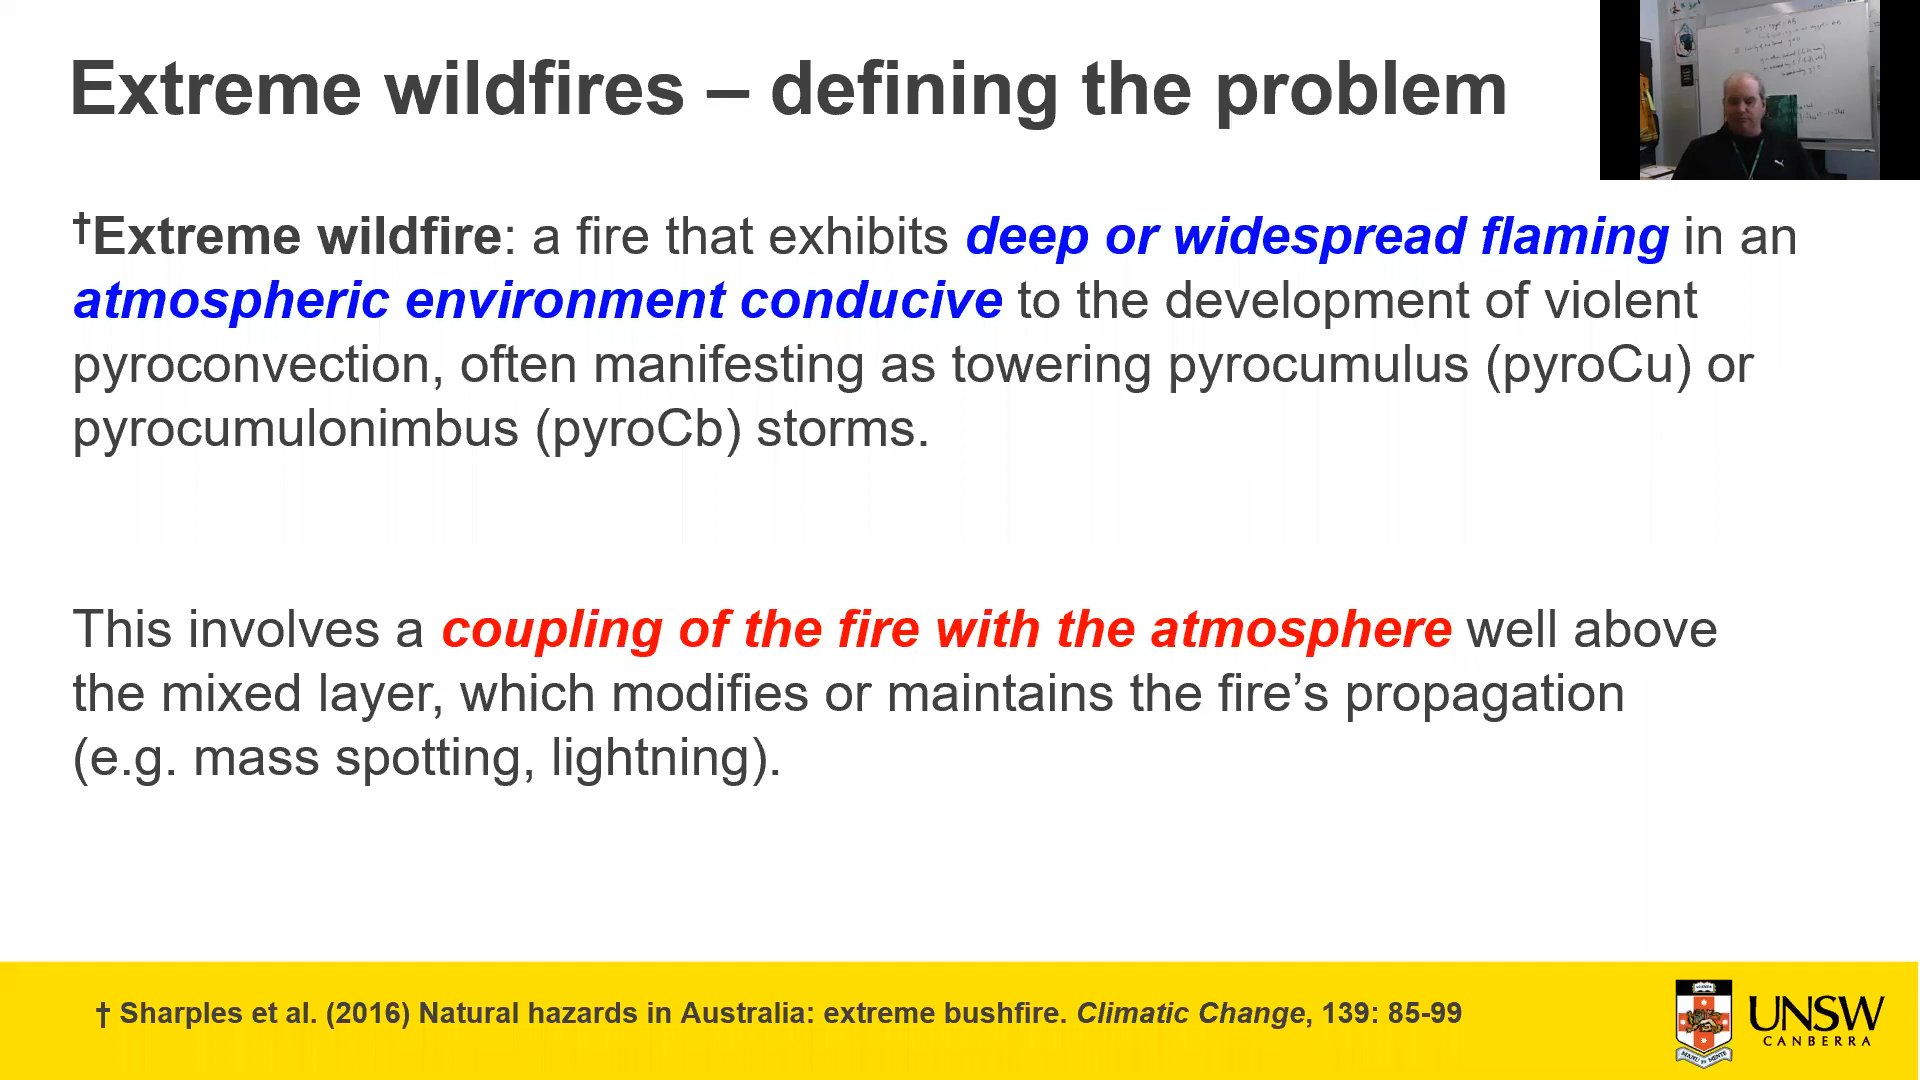 Extreme wildfires – defining the problem
†Extreme wildfire: a fire that exhibits deep or widespread flaming in an
atmospheric environment conducive to the development of violent
pyroconvection, often manifesting as towering pyrocumulus (pyroCu) or
pyrocumulonimbus (pyroCb) storms.
This involves a coupling of the fire with the atmosphere well above
the mixed layer, which modifies or maintains the fire’s propagation
(e.g. mass spotting, lightning).
† Sharples et al. (2016) Natural hazards in Australia: extreme bushfire. Climatic Change, 139: 85-99
UNSW
CANBERRA